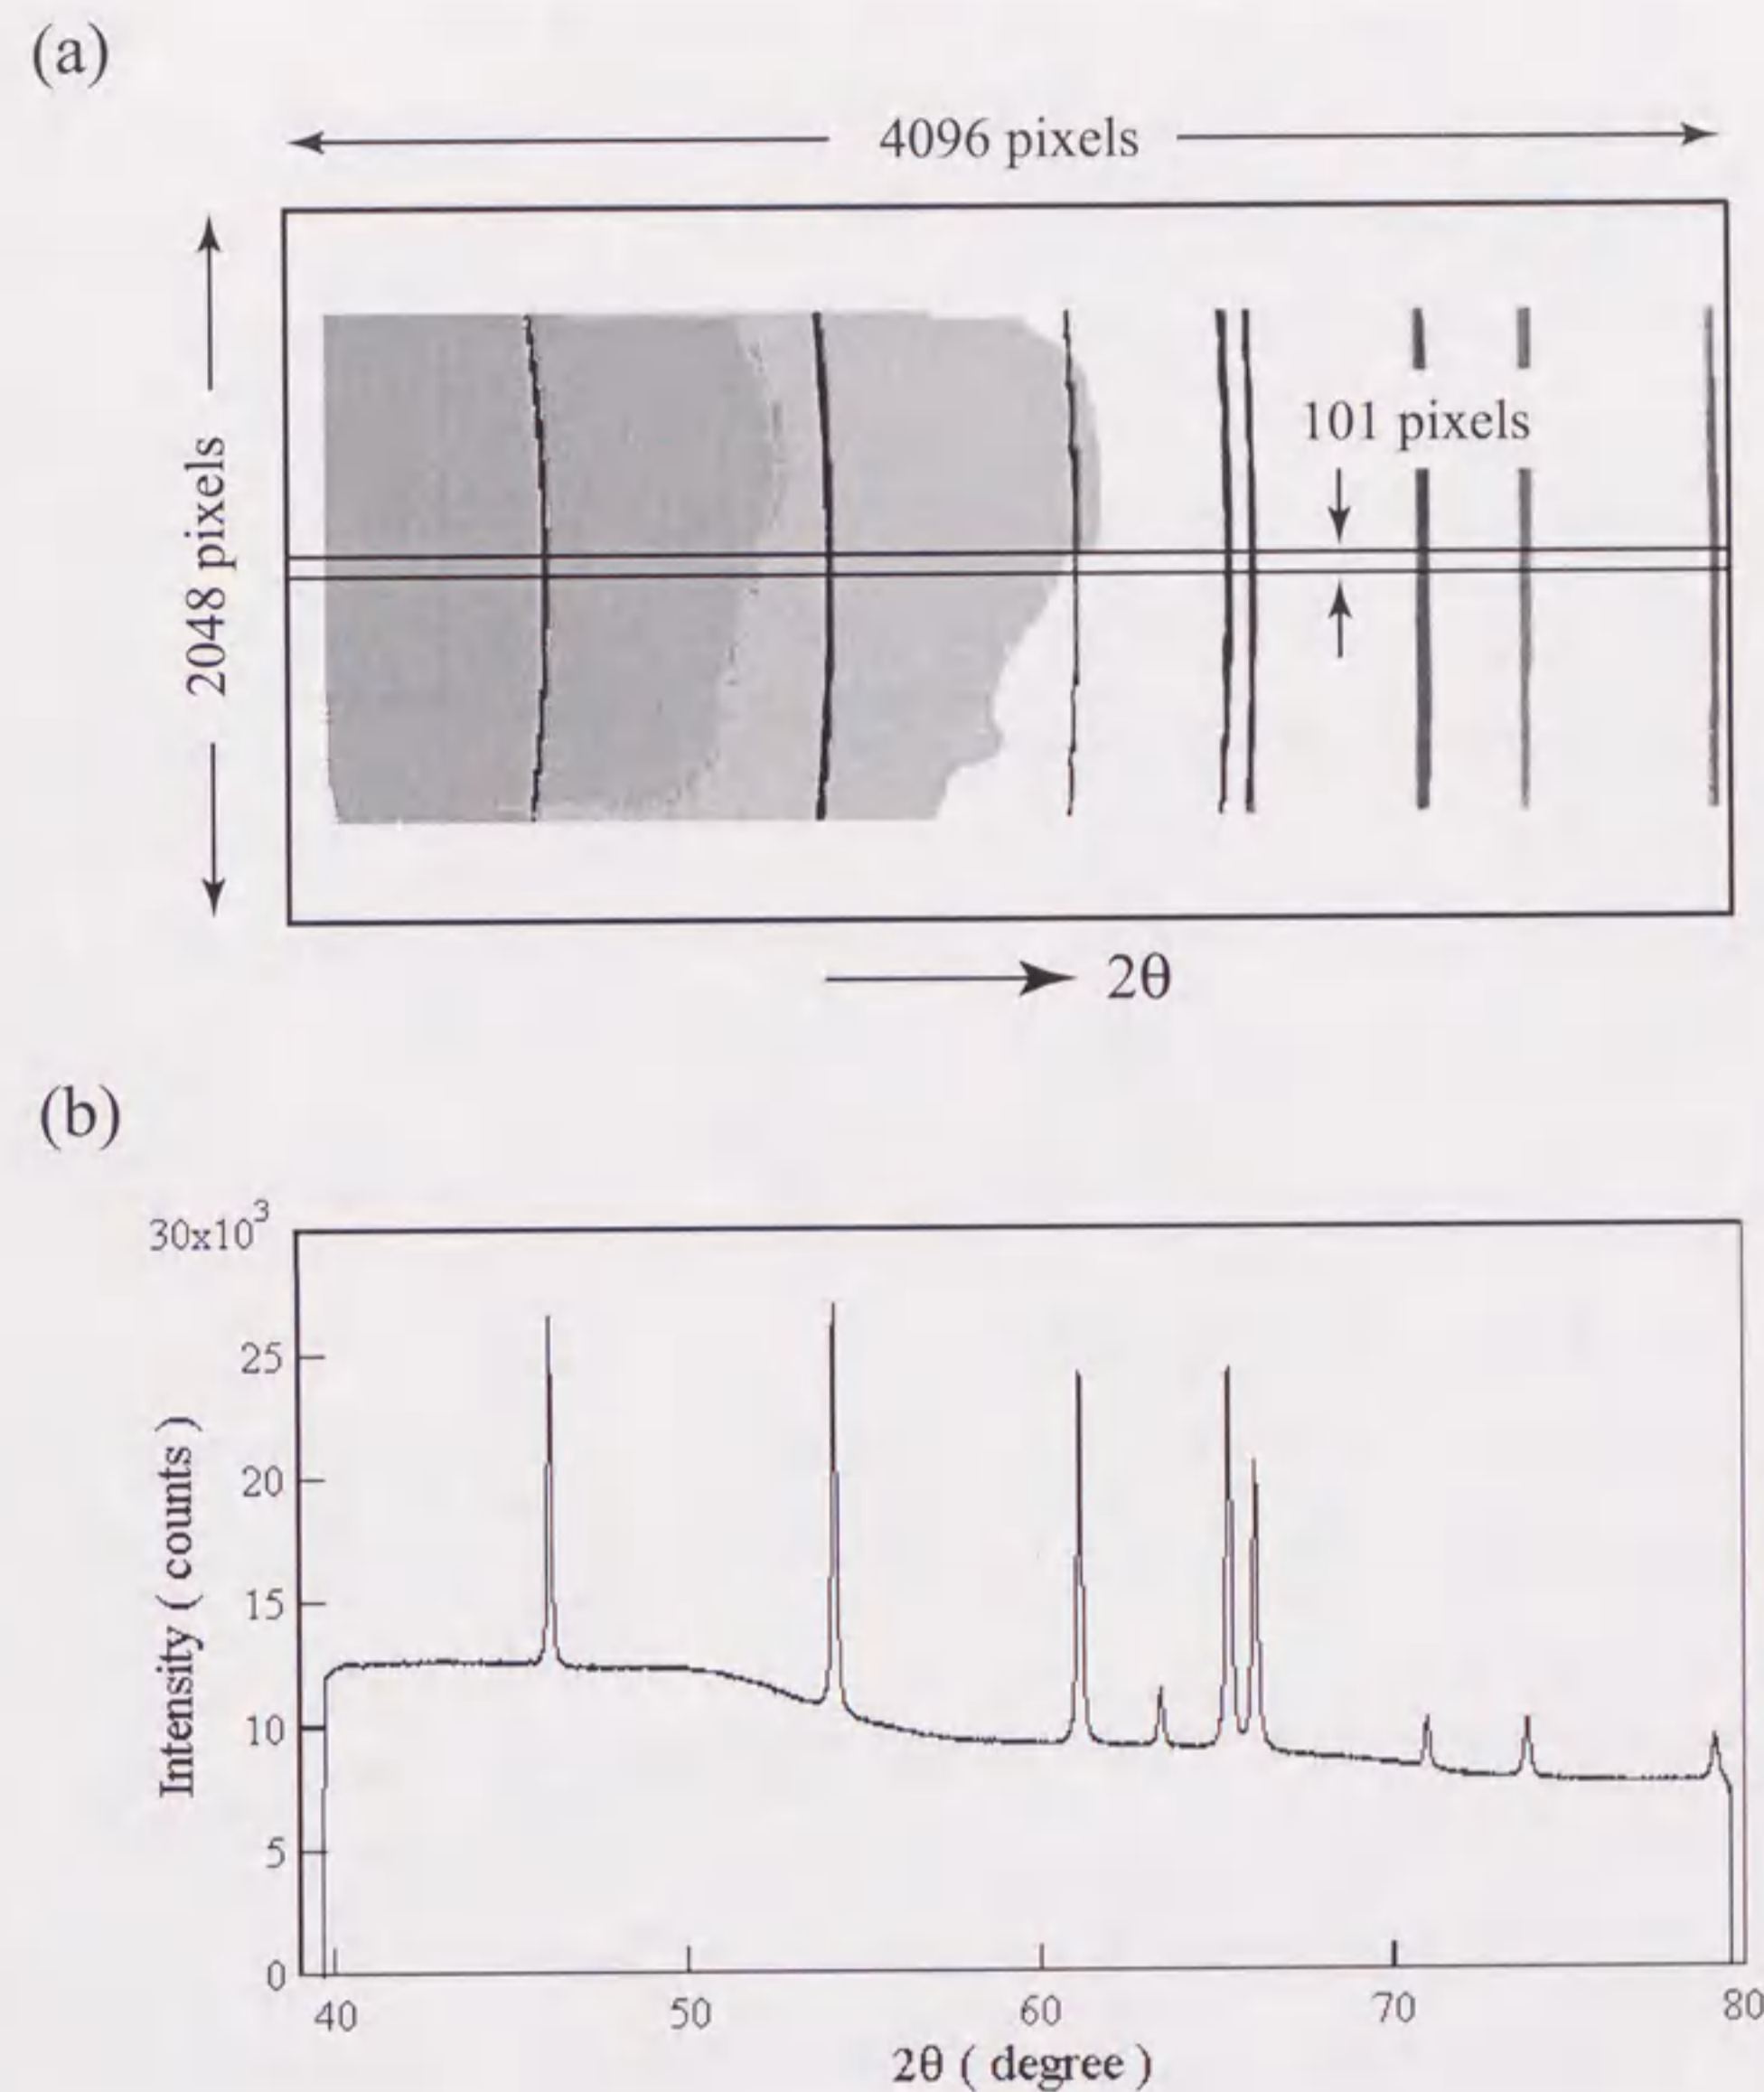 (a)
4096 pixels
2048 pixels
101 pixels
2θ
(b)
30x10³
25
20
15
10
5
0
Intensity ( counts )
40 50 60 70 80
2θ ( degree )